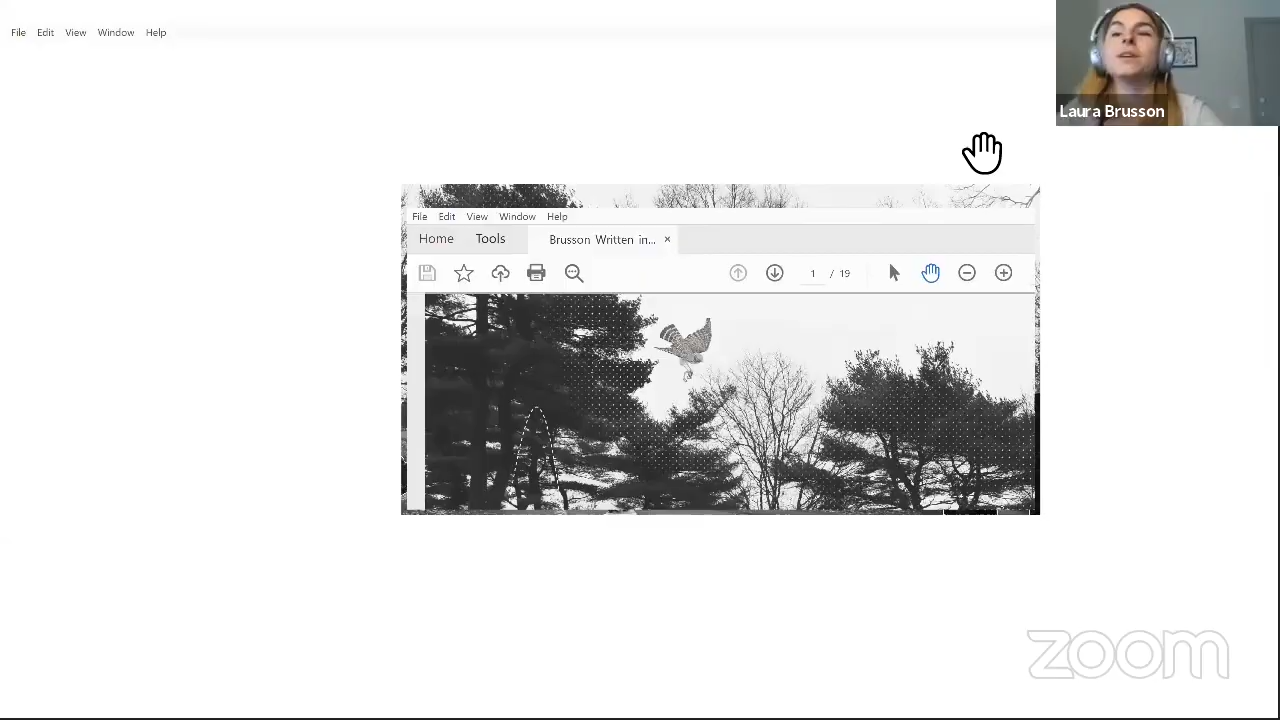 File Edit View Window Help
Laura Brusson
File Edit View Window Help
Home Tools Brusson Written in... ×
1 / 19
zoom